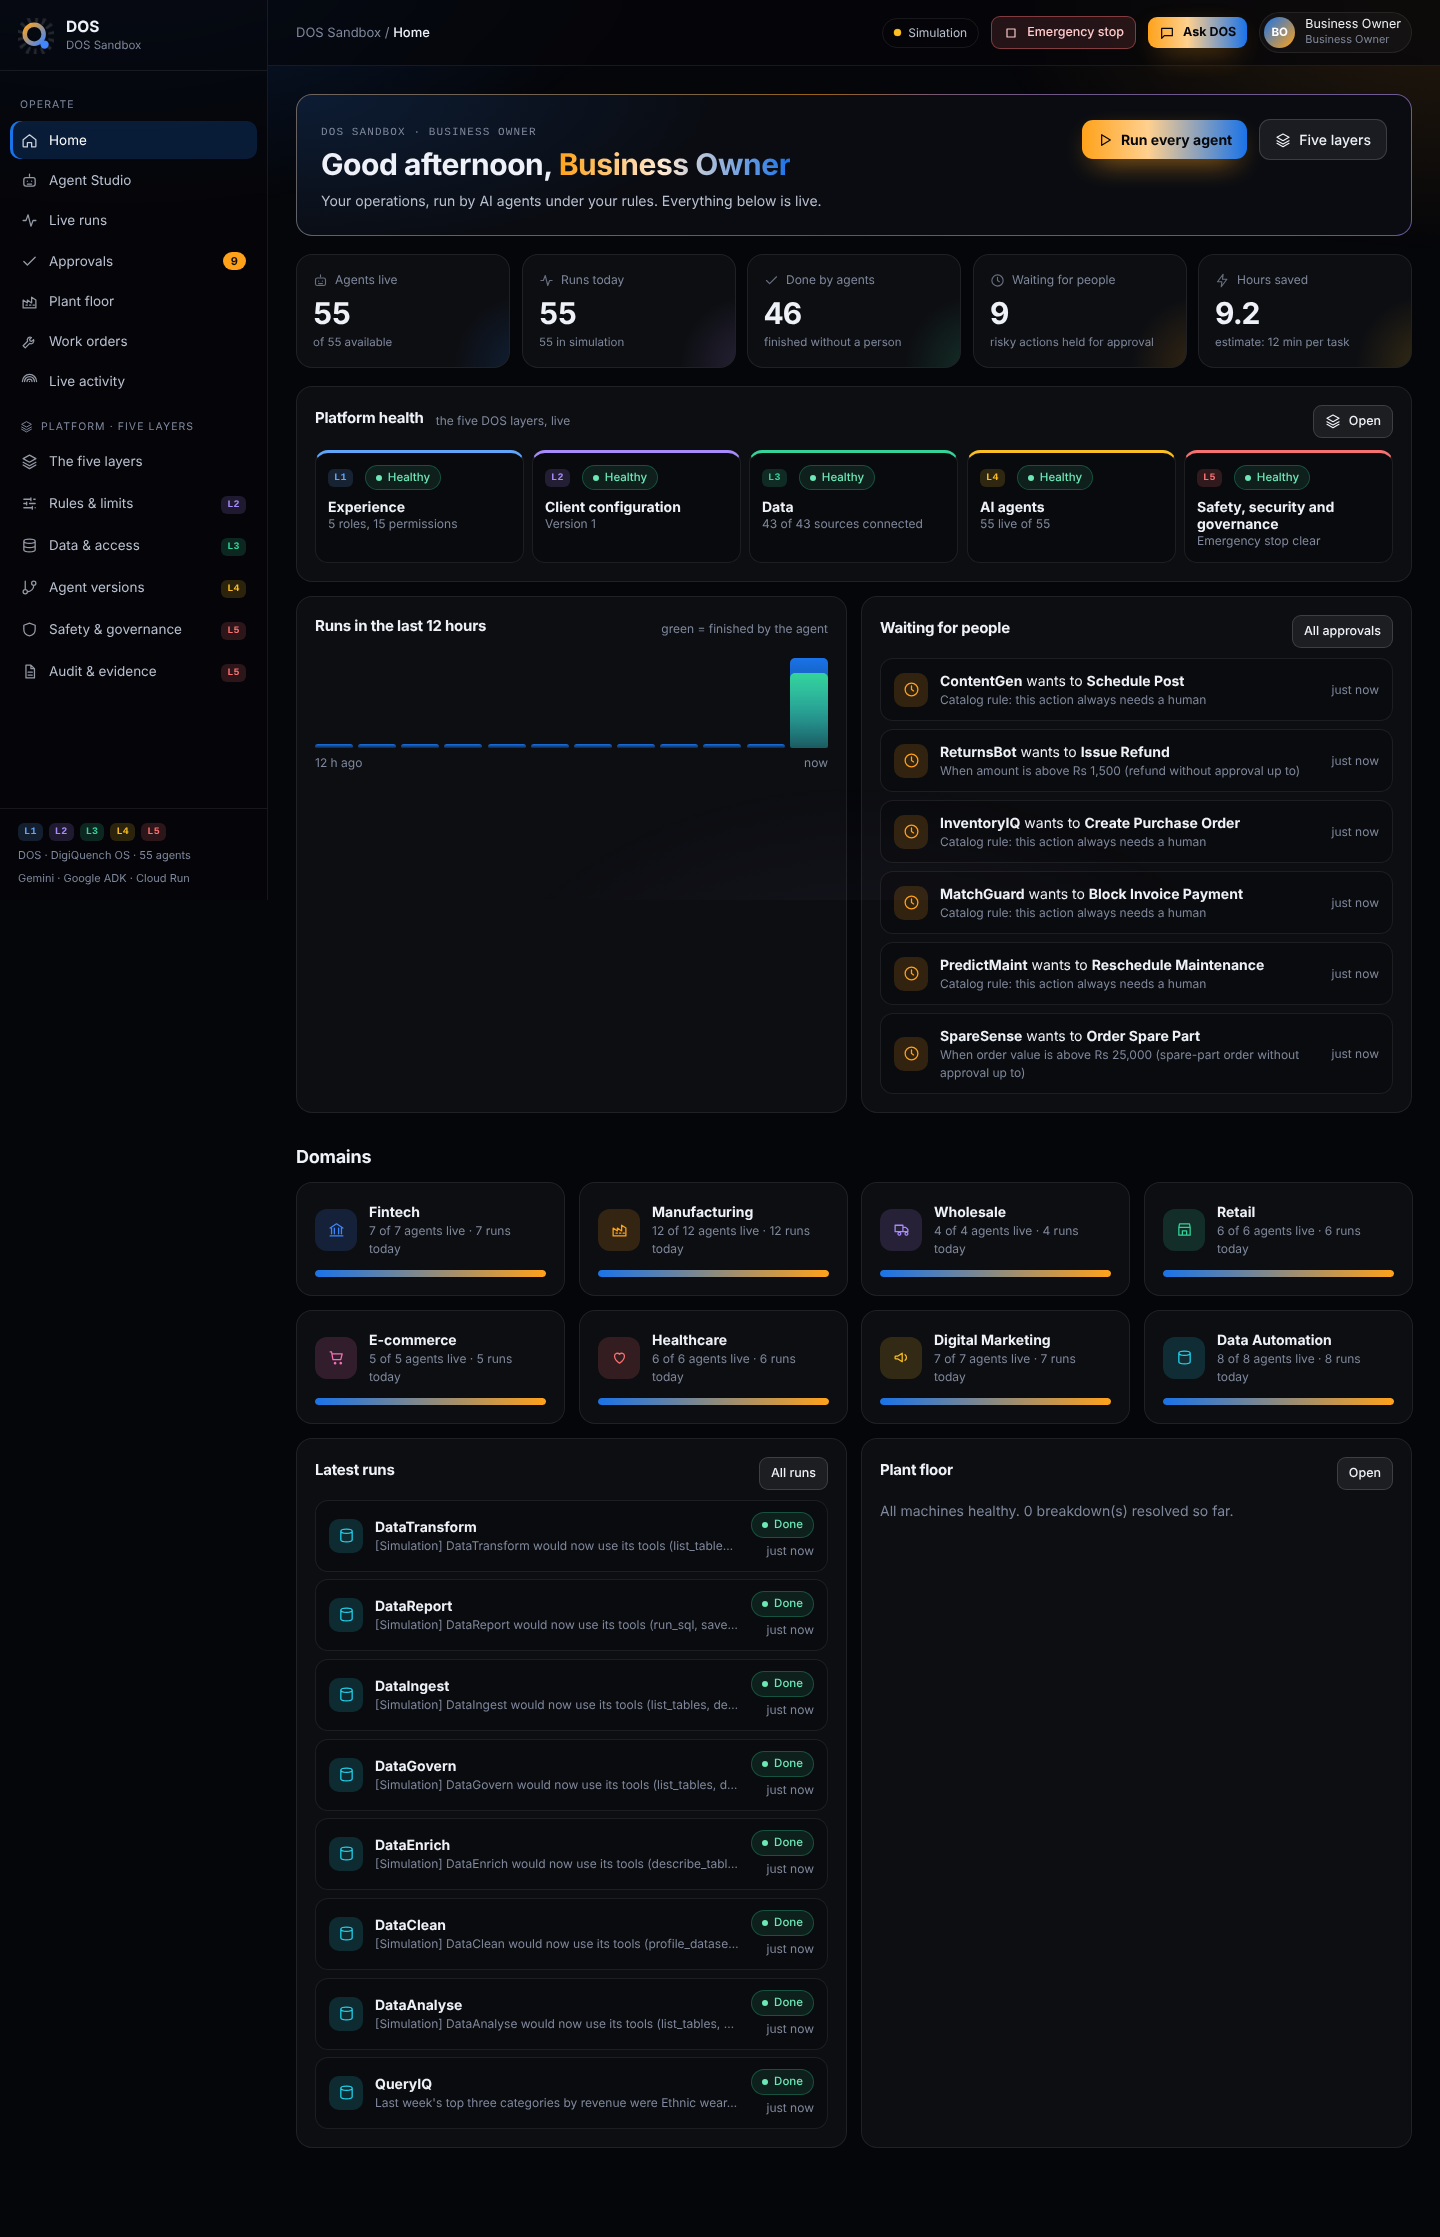 DOS
DOS Sandbox
OPERATE
Home
Agent Studio
Live runs
Approvals
9
Plant floor
Work orders
Live activity
PLATFORM · FIVE LAYERS
The five layers
Rules & limits
L2
Data & access
L3
Agent versions
L4
Safety & governance
L5
Audit & evidence
L5
L1 L2 L3 L4 L5
DOS · DigiQuench OS · 55 agents
Gemini · Google ADK · Cloud Run
DOS Sandbox / Home
Simulation
Emergency stop
Ask DOS
BO
Business Owner
Business Owner
DOS SANDBOX · BUSINESS OWNER
Good afternoon, Business Owner
Your operations, run by AI agents under your rules. Everything below is live.
Run every agent
Five layers
Agents live
55
of 55 available
Runs today
55
55 in simulation
Done by agents
46
finished without a person
Waiting for people
9
risky actions held for approval
Hours saved
9.2
estimate: 12 min per task
Platform health
the five DOS layers, live
Open
L1
Healthy
Experience
5 roles, 15 permissions
L2
Healthy
Client configuration
Version 1
L3
Healthy
Data
43 of 43 sources connected
L4
Healthy
AI agents
55 live of 55
L5
Healthy
Safety, security and
governance
Emergency stop clear
Runs in the last 12 hours
green = finished by the agent
12 h ago
now
Waiting for people
All approvals
ContentGen wants to Schedule Post
Catalog rule: this action always needs a human
just now
ReturnsBot wants to Issue Refund
When amount is above Rs 1,500 (refund without approval up to)
just now
InventoryIQ wants to Create Purchase Order
Catalog rule: this action always needs a human
just now
MatchGuard wants to Block Invoice Payment
Catalog rule: this action always needs a human
just now
PredictMaint wants to Reschedule Maintenance
Catalog rule: this action always needs a human
just now
SpareSense wants to Order Spare Part
When order value is above Rs 25,000 (spare-part order without
approval up to)
just now
Domains
Fintech
7 of 7 agents live · 7 runs
today
Manufacturing
12 of 12 agents live · 12 runs
today
Wholesale
4 of 4 agents live · 4 runs
today
Retail
6 of 6 agents live · 6 runs
today
E-commerce
5 of 5 agents live · 5 runs
today
Healthcare
6 of 6 agents live · 6 runs
today
Digital Marketing
7 of 7 agents live · 7 runs
today
Data Automation
8 of 8 agents live · 8 runs
today
Latest runs
All runs
DataTransform
[Simulation] DataTransform would now use its tools (list_table...
Done
just now
DataReport
[Simulation] DataReport would now use its tools (run_sql, save...
Done
just now
DataIngest
[Simulation] DataIngest would now use its tools (list_tables, de...
Done
just now
DataGovern
[Simulation] DataGovern would now use its tools (list_tables, d...
Done
just now
DataEnrich
[Simulation] DataEnrich would now use its tools (describe_tabl...
Done
just now
DataClean
[Simulation] DataClean would now use its tools (profile_datase...
Done
just now
DataAnalyse
[Simulation] DataAnalyse would now use its tools (list_tables, ...
Done
just now
QueryIQ
Last week's top three categories by revenue were Ethnic wear...
Done
just now
Plant floor
Open
All machines healthy. 0 breakdown(s) resolved so far.